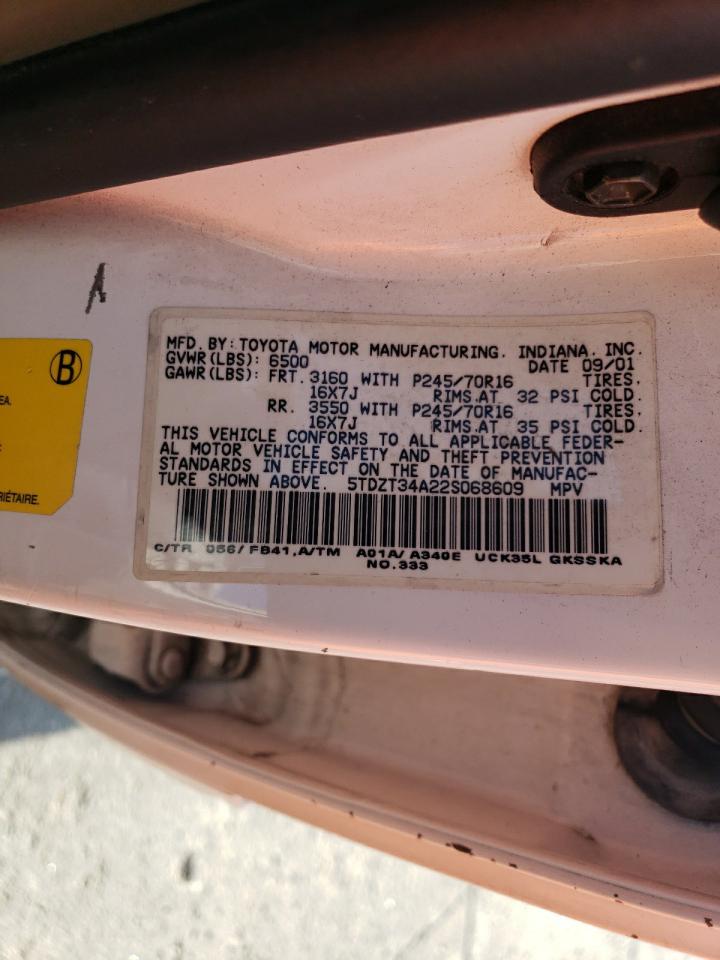 A
B
EA.
RIÉTAIRE.
MFD. BY: TOYOTA MOTOR MANUFACTURING. INDIANA. INC.
GVWR(LBS): 6500 DATE 09/01
GAWR(LBS): FRT. 3160 WITH P245/70R16 TIRES,
16X7J RIMS.AT 32 PSI COLD.
RR. 3550 WITH P245/70R16 TIRES,
16X7J RIMS.AT 35 PSI COLD.
THIS VEHICLE CONFORMS TO ALL APPLICABLE FEDER-
AL MOTOR VEHICLE SAFETY AND THEFT PREVENTION
STANDARDS IN EFFECT ON THE DATE OF MANUFAC-
TURE SHOWN ABOVE. 5TDZT34A22S068609 MPV
C/TR 056/FB41,A/TM A01A/A340E UCK35L GKSSKA
NO.333